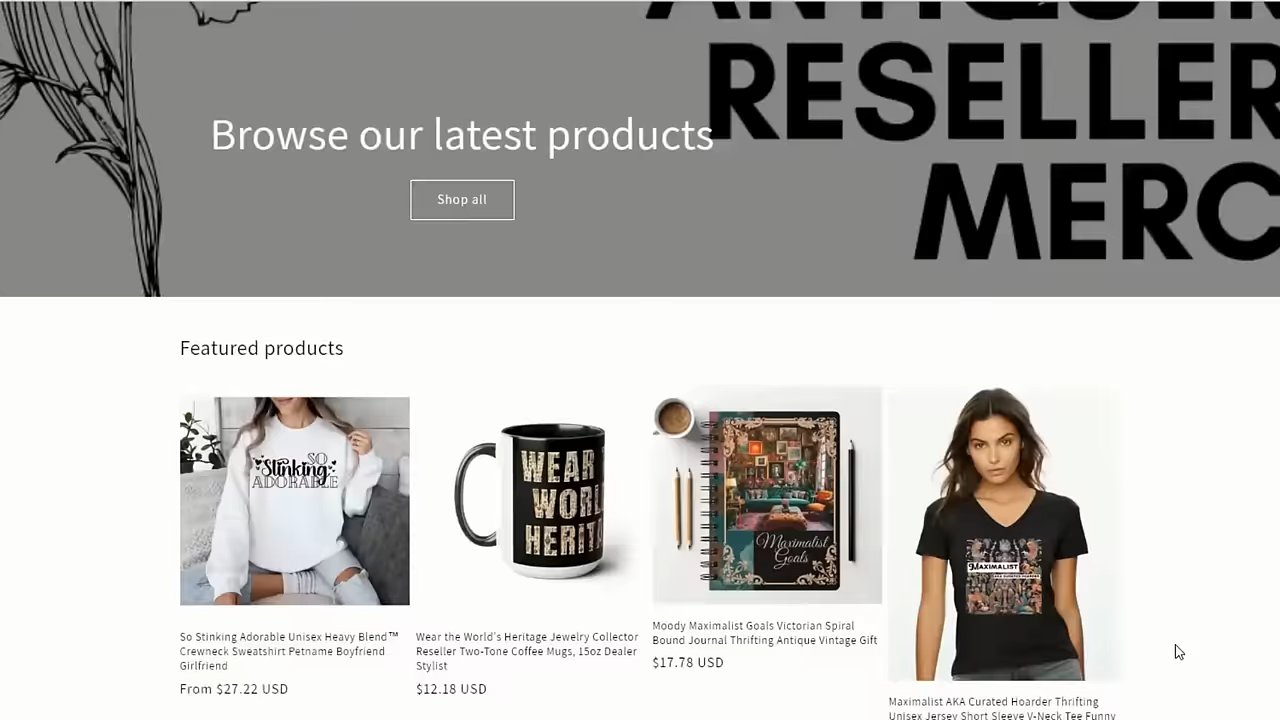 RESELLER
MERC
Browse our latest products
Shop all
Featured products
SO
Stinking
ADORABLE
WEAR
WORL
HERITA
Maximalist
Goals
MAXIMALIST
AKA CURATED HOARDER
So Stinking Adorable Unisex Heavy Blend™
Crewneck Sweatshirt Petname Boyfriend
Girlfriend
From $27.22 USD
Wear the World's Heritage Jewelry Collector
Reseller Two-Tone Coffee Mugs, 15oz Dealer
Stylist
$12.18 USD
Moody Maximalist Goals Victorian Spiral
Bound Journal Thrifting Antique Vintage Gift
$17.78 USD
Maximalist AKA Curated Hoarder Thrifting
Unisex Jersey Short Sleeve V-Neck Tee Funny